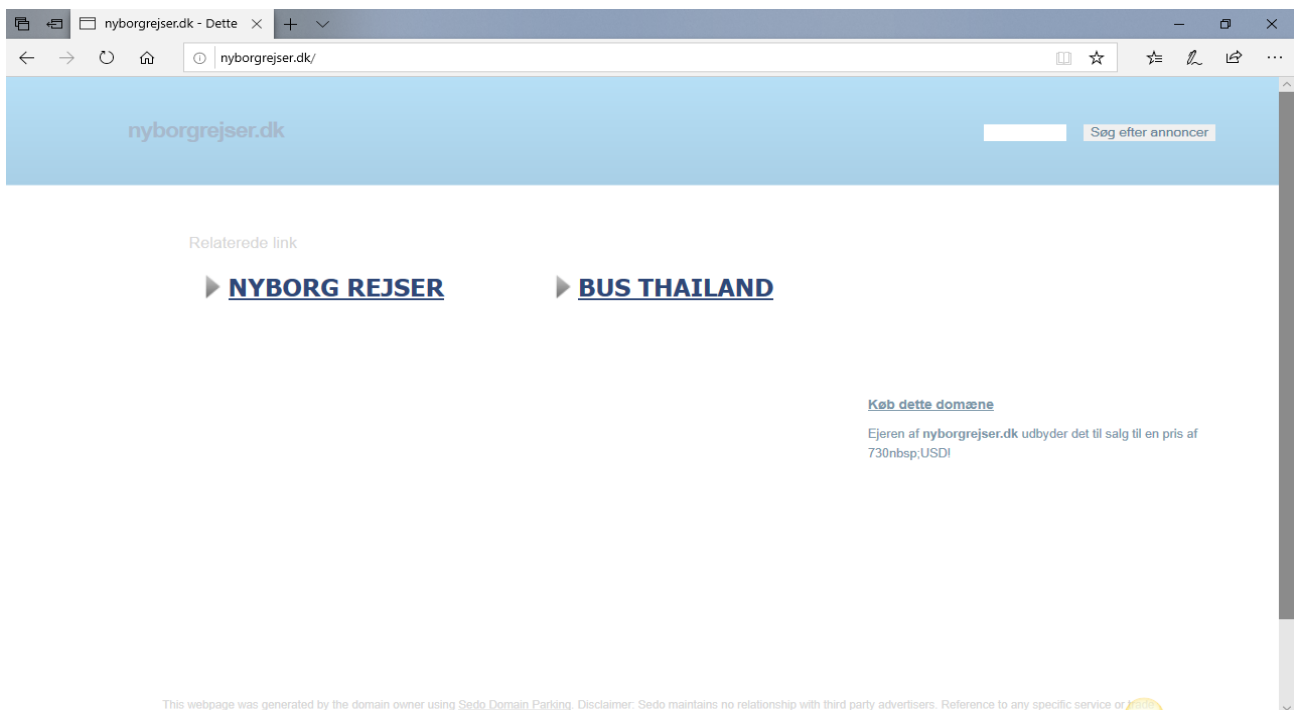 nyborgrejser.dk - Dette
nyborgrejser.dk/
nyborgrejser.dk
Søg efter annoncer
Relaterede link
NYBORG REJSER
BUS THAILAND
Køb dette domæne
Ejeren af nyborgrejser.dk udbyder det til salg til en pris af
730nbsp;USD!
This webpage was generated by the domain owner using Sedo Domain Parking. Disclaimer: Sedo maintains no relationship with third party advertisers. Reference to any specific service or trade